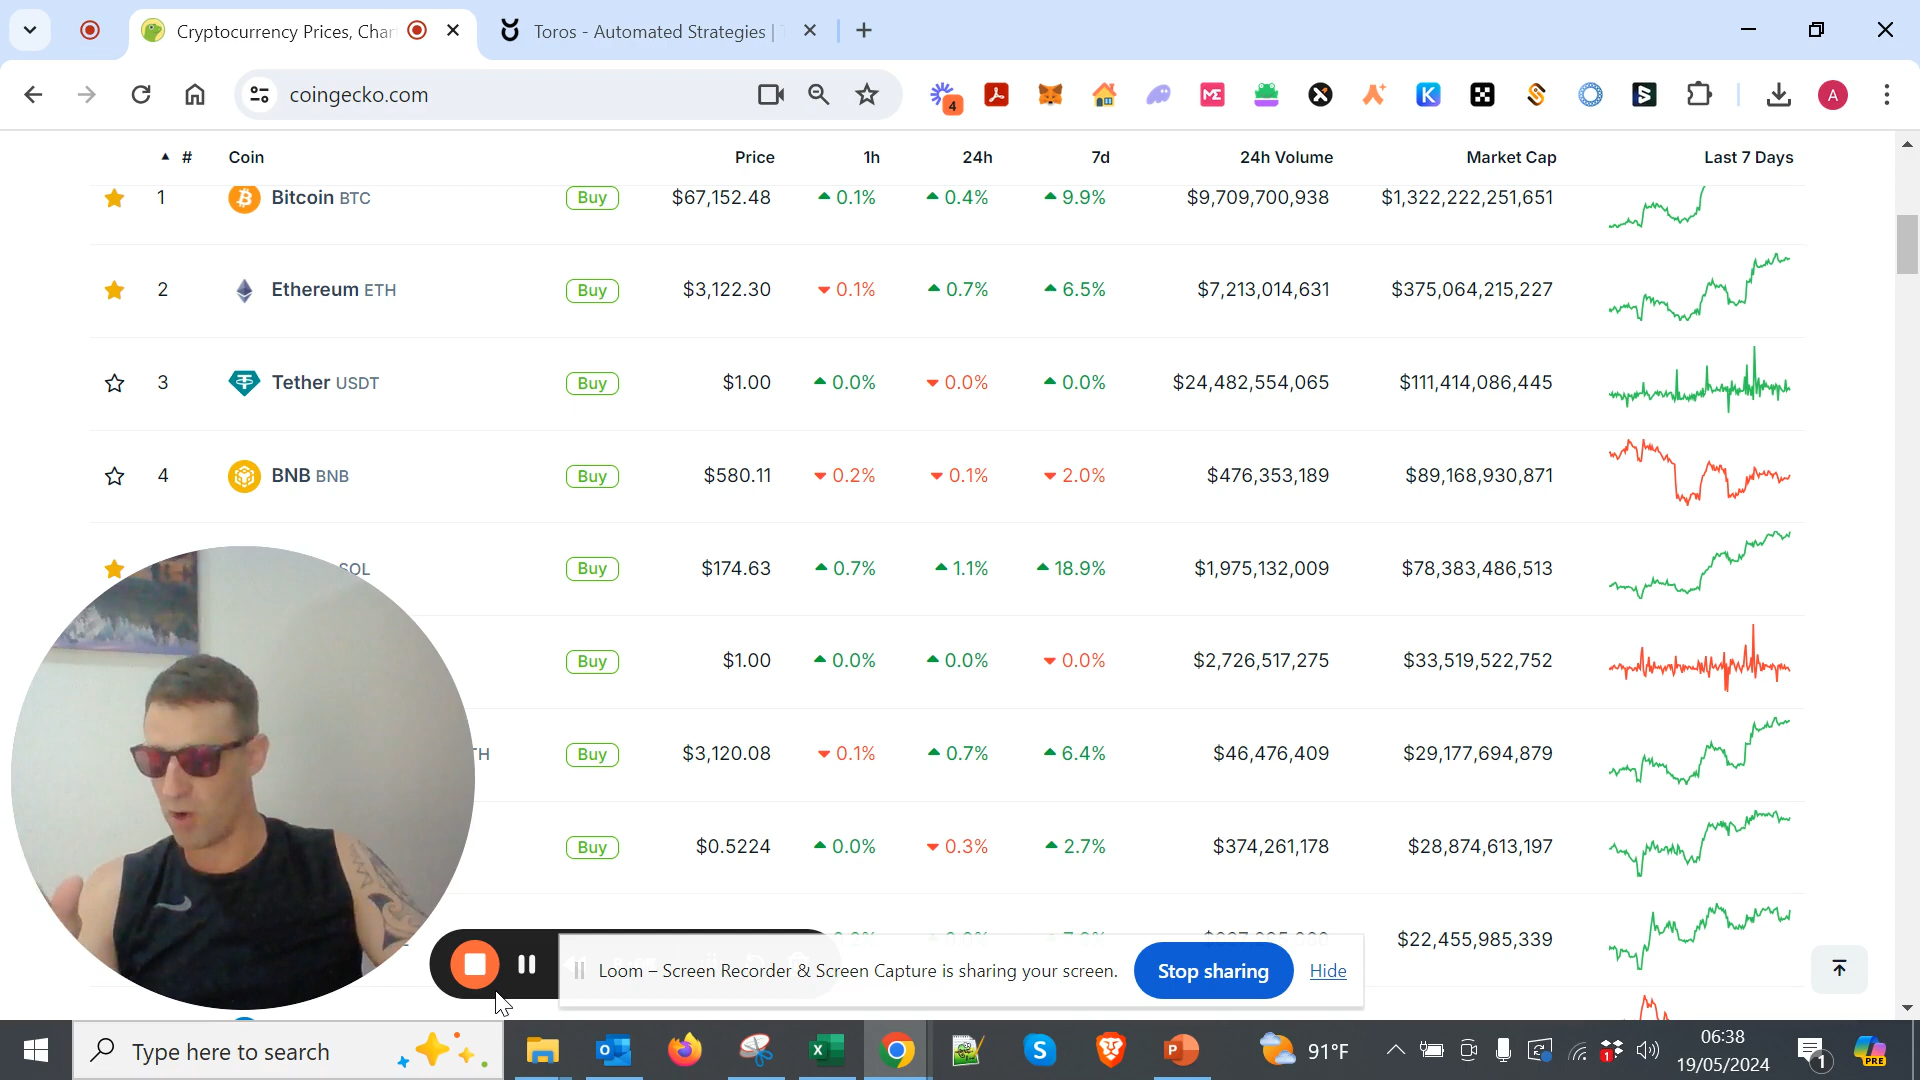 Cryptocurrency Prices, Char
Toros - Automated Strategies | T
coingecko.com
4
A
# Coin Price 1h 24h 7d 24h Volume Market Cap Last 7 Days
1 Bitcoin BTC Buy $67,152.48 0.1% 0.4% 9.9% $9,709,700,938 $1,322,222,251,651
2 Ethereum ETH Buy $3,122.30 0.1% 0.7% 6.5% $7,213,014,631 $375,064,215,227
3 Tether USDT Buy $1.00 0.0% 0.0% 0.0% $24,482,554,065 $111,414,086,445
4 BNB BNB Buy $580.11 0.2% 0.1% 2.0% $476,353,189 $89,168,930,871
SOL Buy $174.63 0.7% 1.1% 18.9% $1,975,132,009 $78,383,486,513
Buy $1.00 0.0% 0.0% 0.0% $2,726,517,275 $33,519,522,752
TH Buy $3,120.08 0.1% 0.7% 6.4% $46,476,409 $29,177,694,879
Buy $0.5224 0.0% 0.3% 2.7% $374,261,178 $28,874,613,197
$22,455,985,339
Loom – Screen Recorder & Screen Capture is sharing your screen. Stop sharing Hide
Type here to search
91°F
1
06:38
19/05/2024
1
PRE